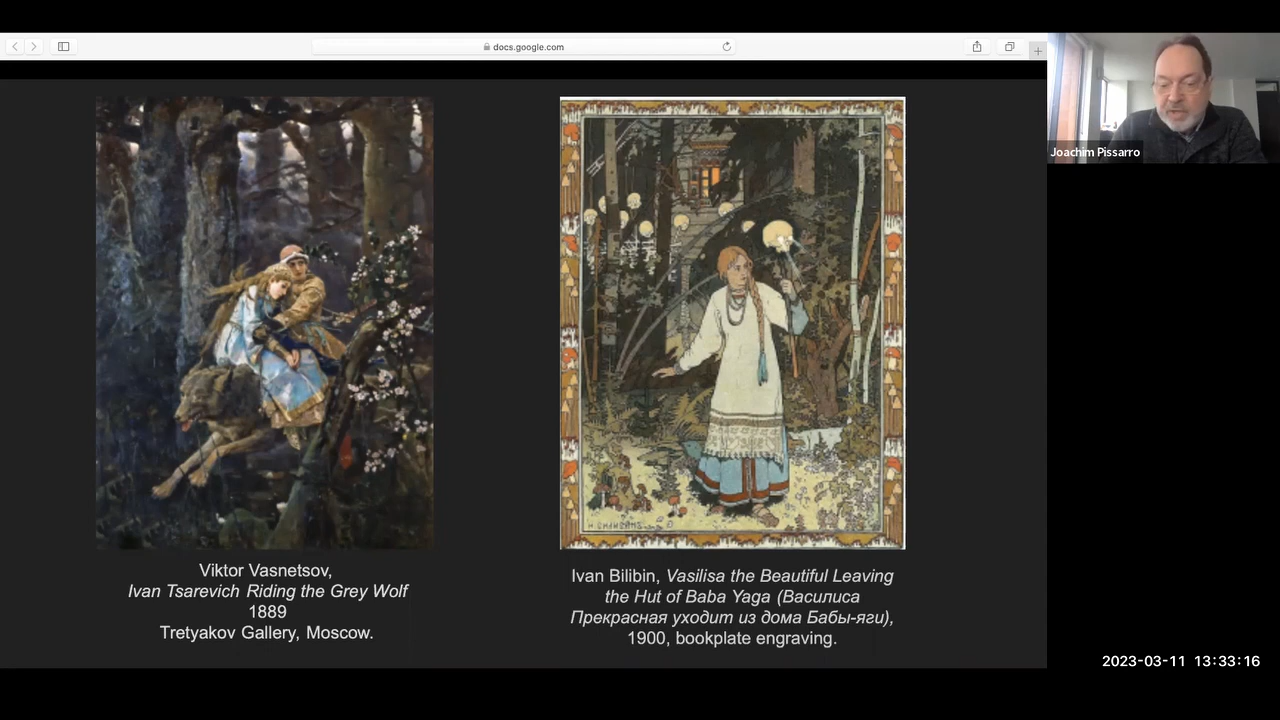 docs.google.com
Joachim Pissarro
Viktor Vasnetsov,
Ivan Tsarevich Riding the Grey Wolf
1889
Tretyakov Gallery, Moscow.
Ivan Bilibin, Vasilisa the Beautiful Leaving
the Hut of Baba Yaga (Василиса
Прекрасная уходит из дома Бабы-яги),
1900, bookplate engraving.
2023-03-11 13:33:16